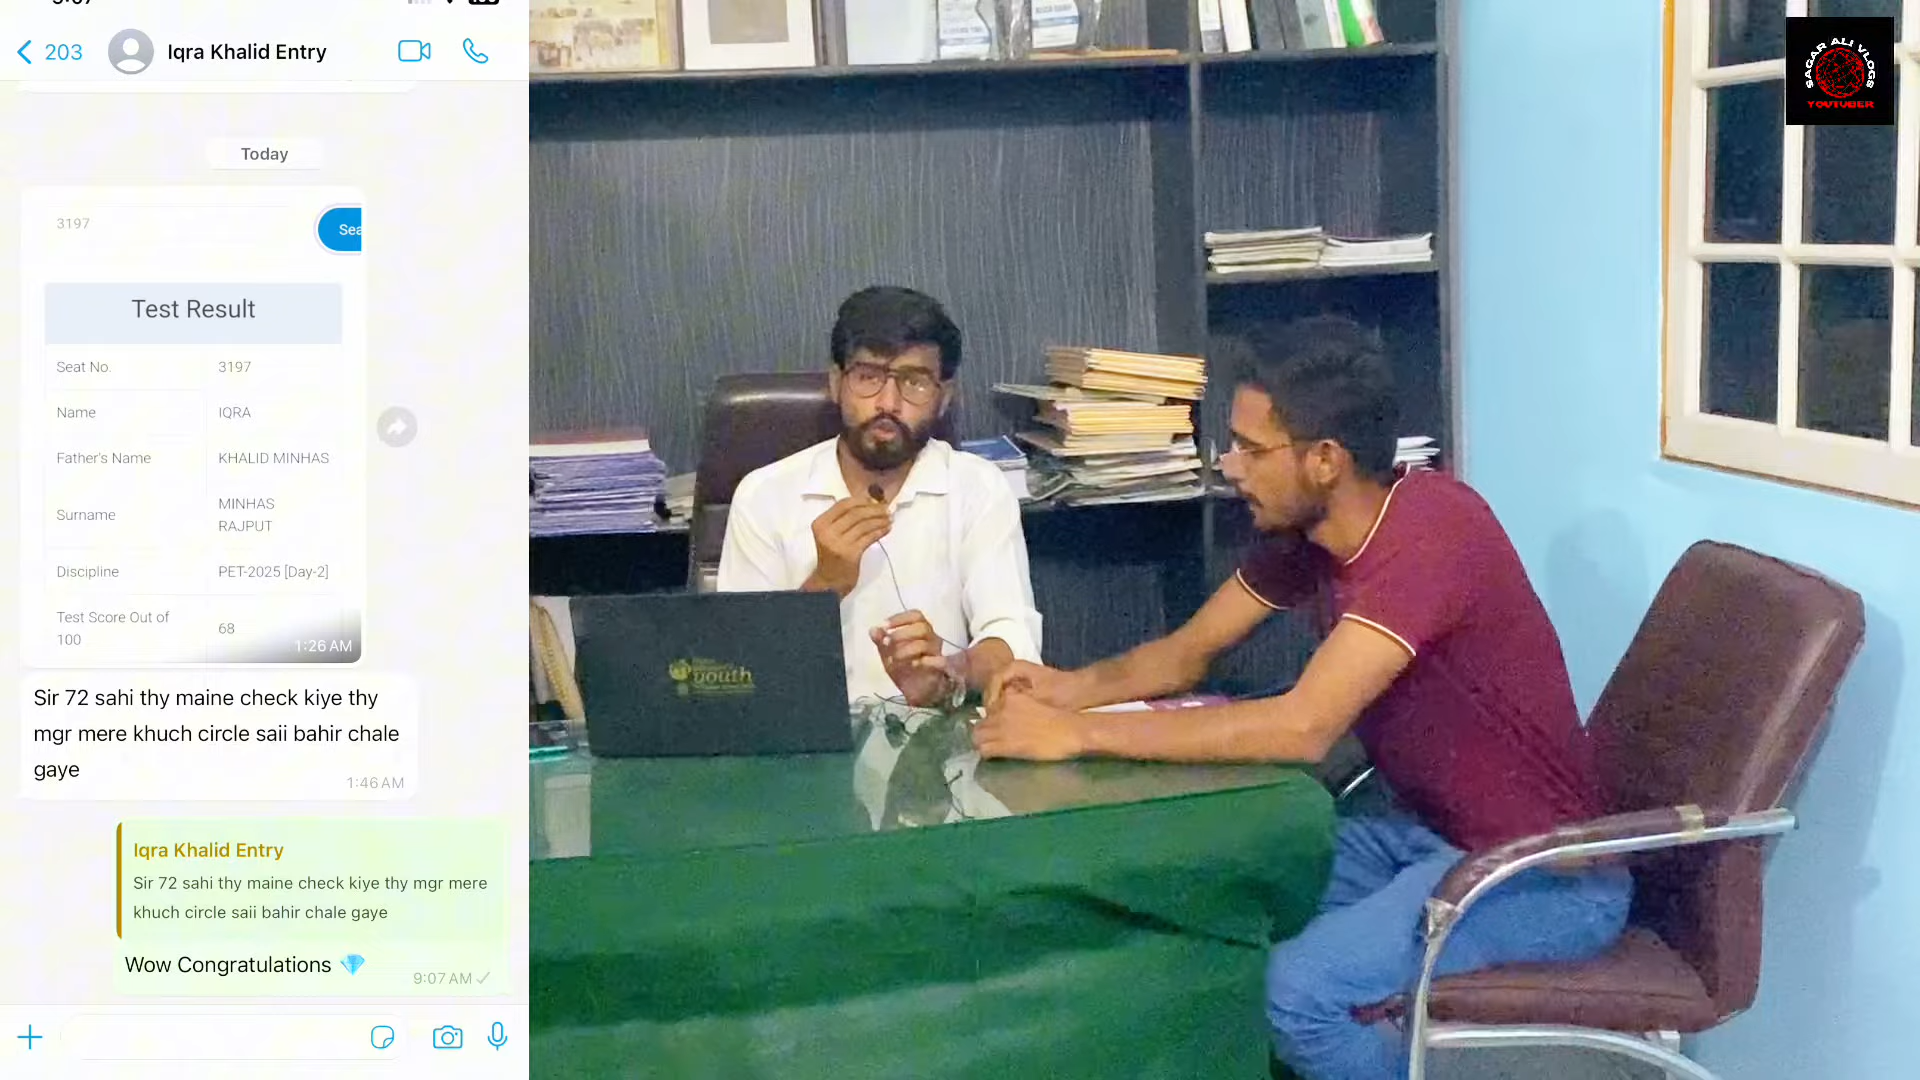 203
Iqra Khalid Entry
Today
3197
Sea
Test Result
Seat No. 3197
Name IQRA
Father's Name KHALID MINHAS
Surname MINHAS RAJPUT
Discipline PET-2025 [Day-2]
Test Score Out of 100 68
1:26 AM
Sir 72 sahi thy maine check kiye thy
mgr mere khuch circle saii bahir chale
gaye
1:46 AM
Iqra Khalid Entry
Sir 72 sahi thy maine check kiye thy mgr mere
khuch circle saii bahir chale gaye
Wow Congratulations 💎
9:07 AM
youth
SAGAR ALI VLOGS
YOUTUBER